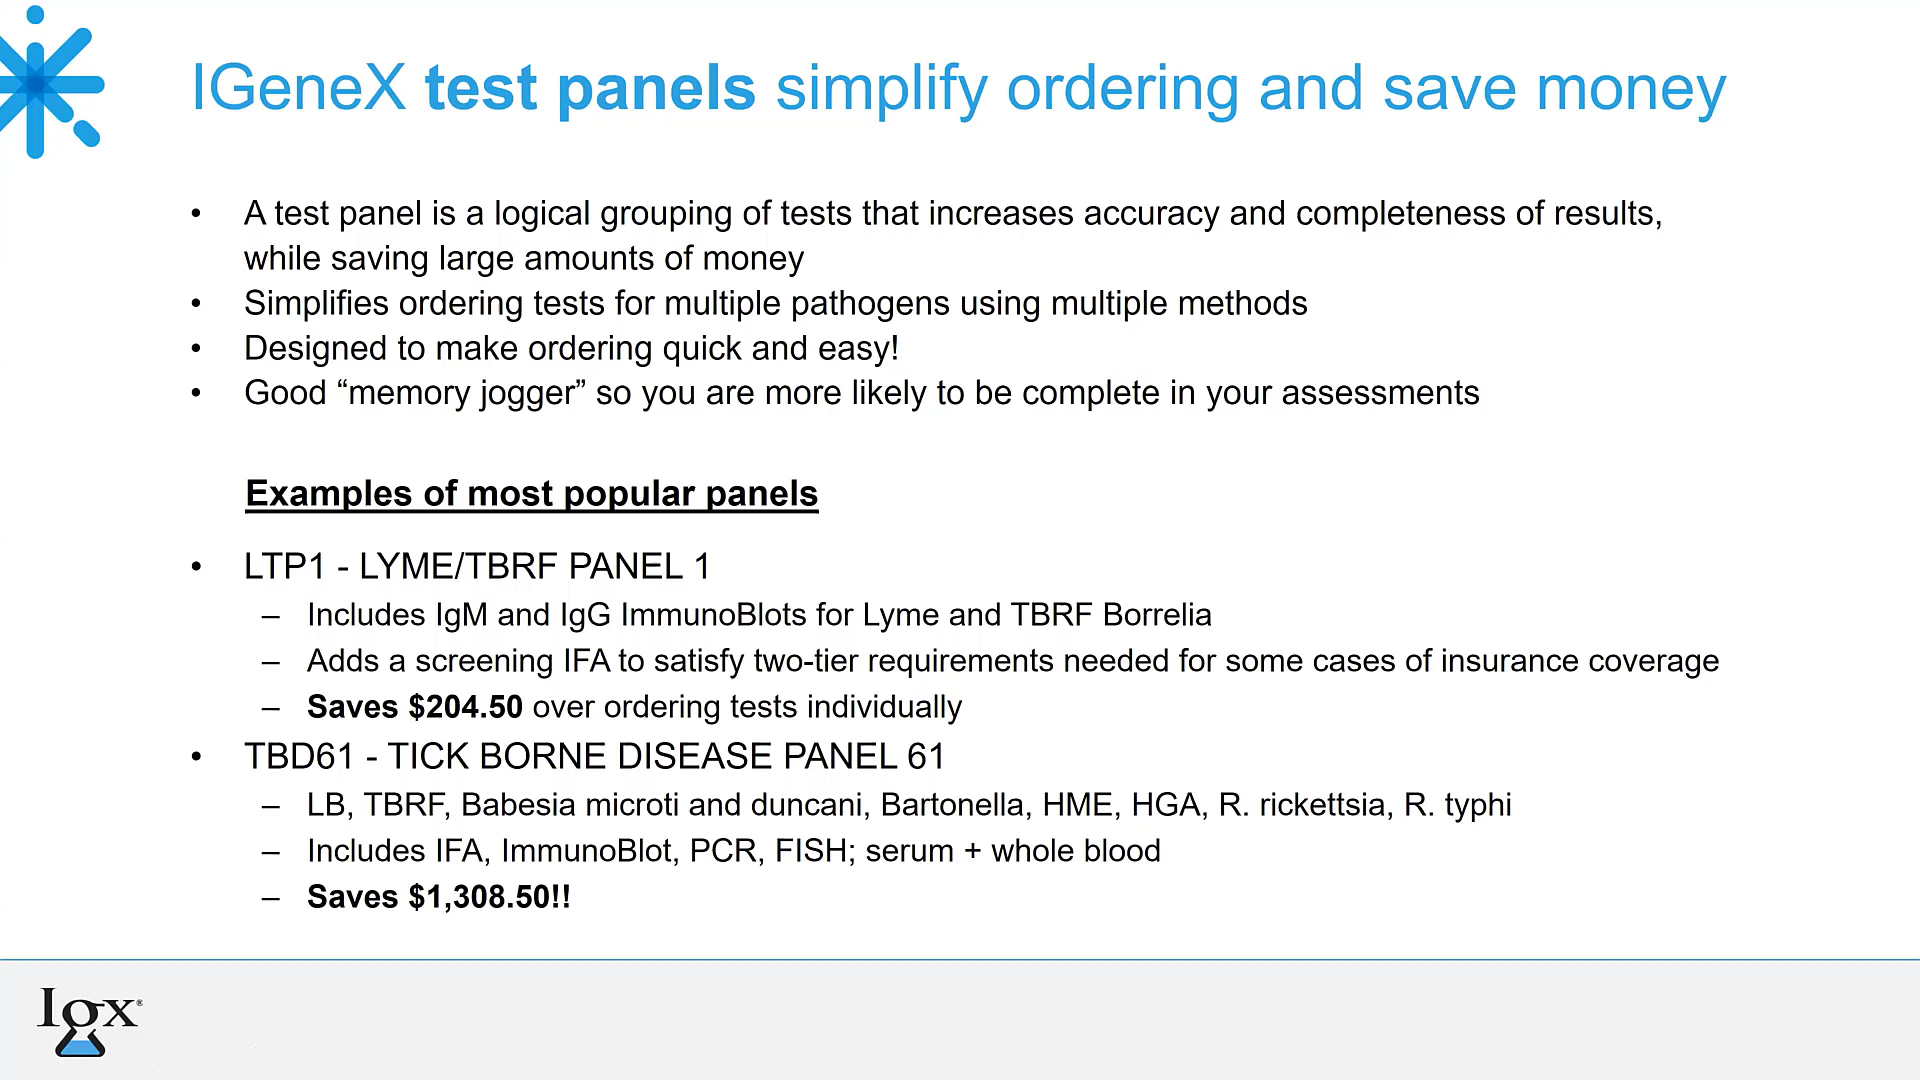 IGeneX test panels simplify ordering and save money
• A test panel is a logical grouping of tests that increases accuracy and completeness of results,
while saving large amounts of money
• Simplifies ordering tests for multiple pathogens using multiple methods
• Designed to make ordering quick and easy!
• Good “memory jogger” so you are more likely to be complete in your assessments
Examples of most popular panels
• LTP1 - LYME/TBRF PANEL 1
– Includes IgM and IgG ImmunoBlots for Lyme and TBRF Borrelia
– Adds a screening IFA to satisfy two-tier requirements needed for some cases of insurance coverage
– Saves $204.50 over ordering tests individually
• TBD61 - TICK BORNE DISEASE PANEL 61
– LB, TBRF, Babesia microti and duncani, Bartonella, HME, HGA, R. rickettsia, R. typhi
– Includes IFA, ImmunoBlot, PCR, FISH; serum + whole blood
– Saves $1,308.50!!
Igx®